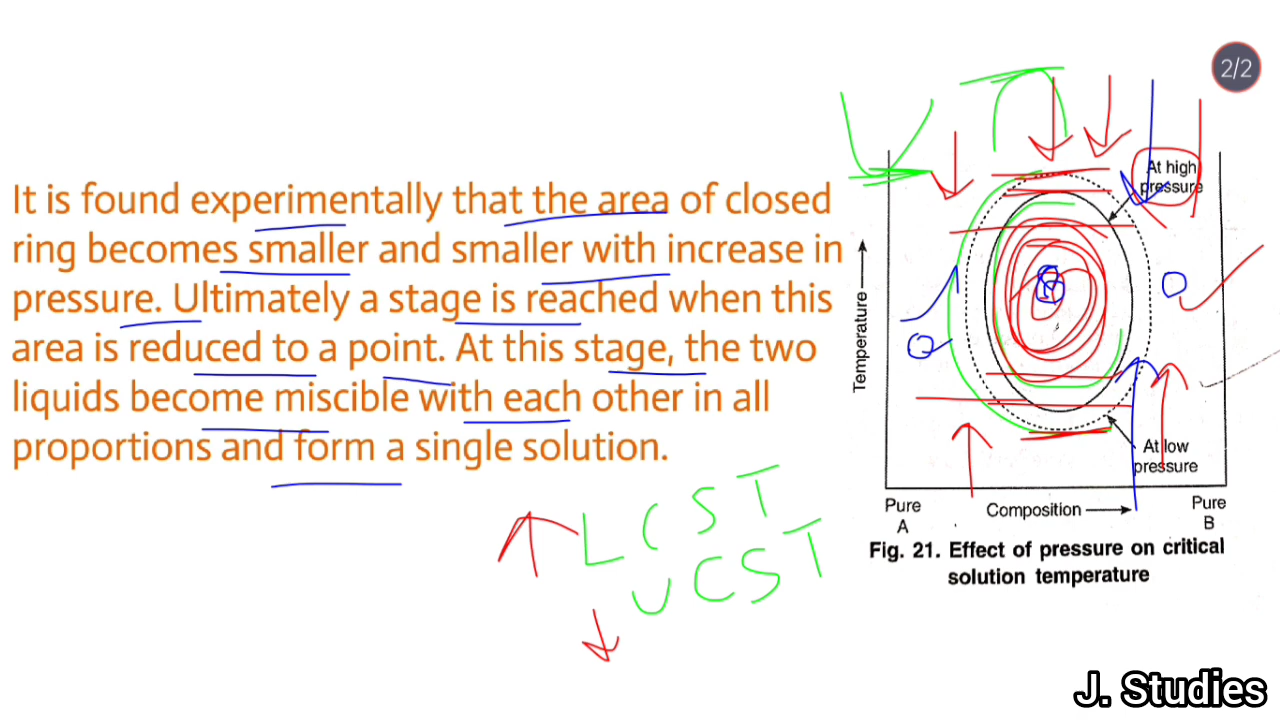 2/2
It is found experimentally that the area of closed
ring becomes smaller and smaller with increase in
pressure. Ultimately a stage is reached when this
area is reduced to a point. At this stage, the two
liquids become miscible with each other in all
proportions and form a single solution.
LCST
UCST
At high
pressure
Temperature
At low
pressure
Pure
A
Composition
Pure
B
Fig. 21. Effect of pressure on critical
solution temperature
J. Studies